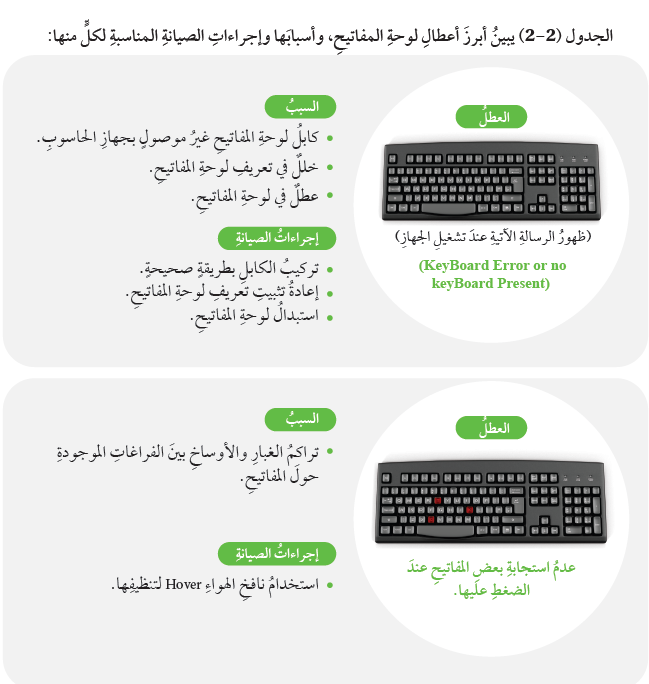 الجدول (2-2) يبينُ أبرزَ أعطالِ لوحةِ المفاتيحِ، وأسبابَها وإجراءاتِ الصيانةِ المناسبةِ لكلٍّ منها:
العطلُ
(ظهورُ الرسالةِ الآتيةِ عندَ تشغيلِ الجهازِ)
(KeyBoard Error or no
keyBoard Present)
السببُ
• كابلُ لوحةِ المفاتيحِ غيرُ موصولٍ بجهازِ الحاسوبِ.
• خللٌ في تعريفِ لوحةِ المفاتيحِ.
• عطلٌ في لوحةِ المفاتيحِ.
إجراءاتُ الصيانةِ
• تركيبُ الكابلِ بطريقةٍ صحيحةٍ.
• إعادةُ تثبيتِ تعريفِ لوحةِ المفاتيحِ.
• استبدالُ لوحةِ المفاتيحِ.
العطلُ
عدمُ استجابةِ بعضِ المفاتيحِ عندَ
الضغطِ عليها.
السببُ
• تراكمُ الغبارِ والأوساخِ بينَ الفراغاتِ الموجودةِ
حولَ المفاتيحِ.
إجراءاتُ الصيانةِ
• استخدامُ نافخِ الهواءِ Hover لتنظيفِها.